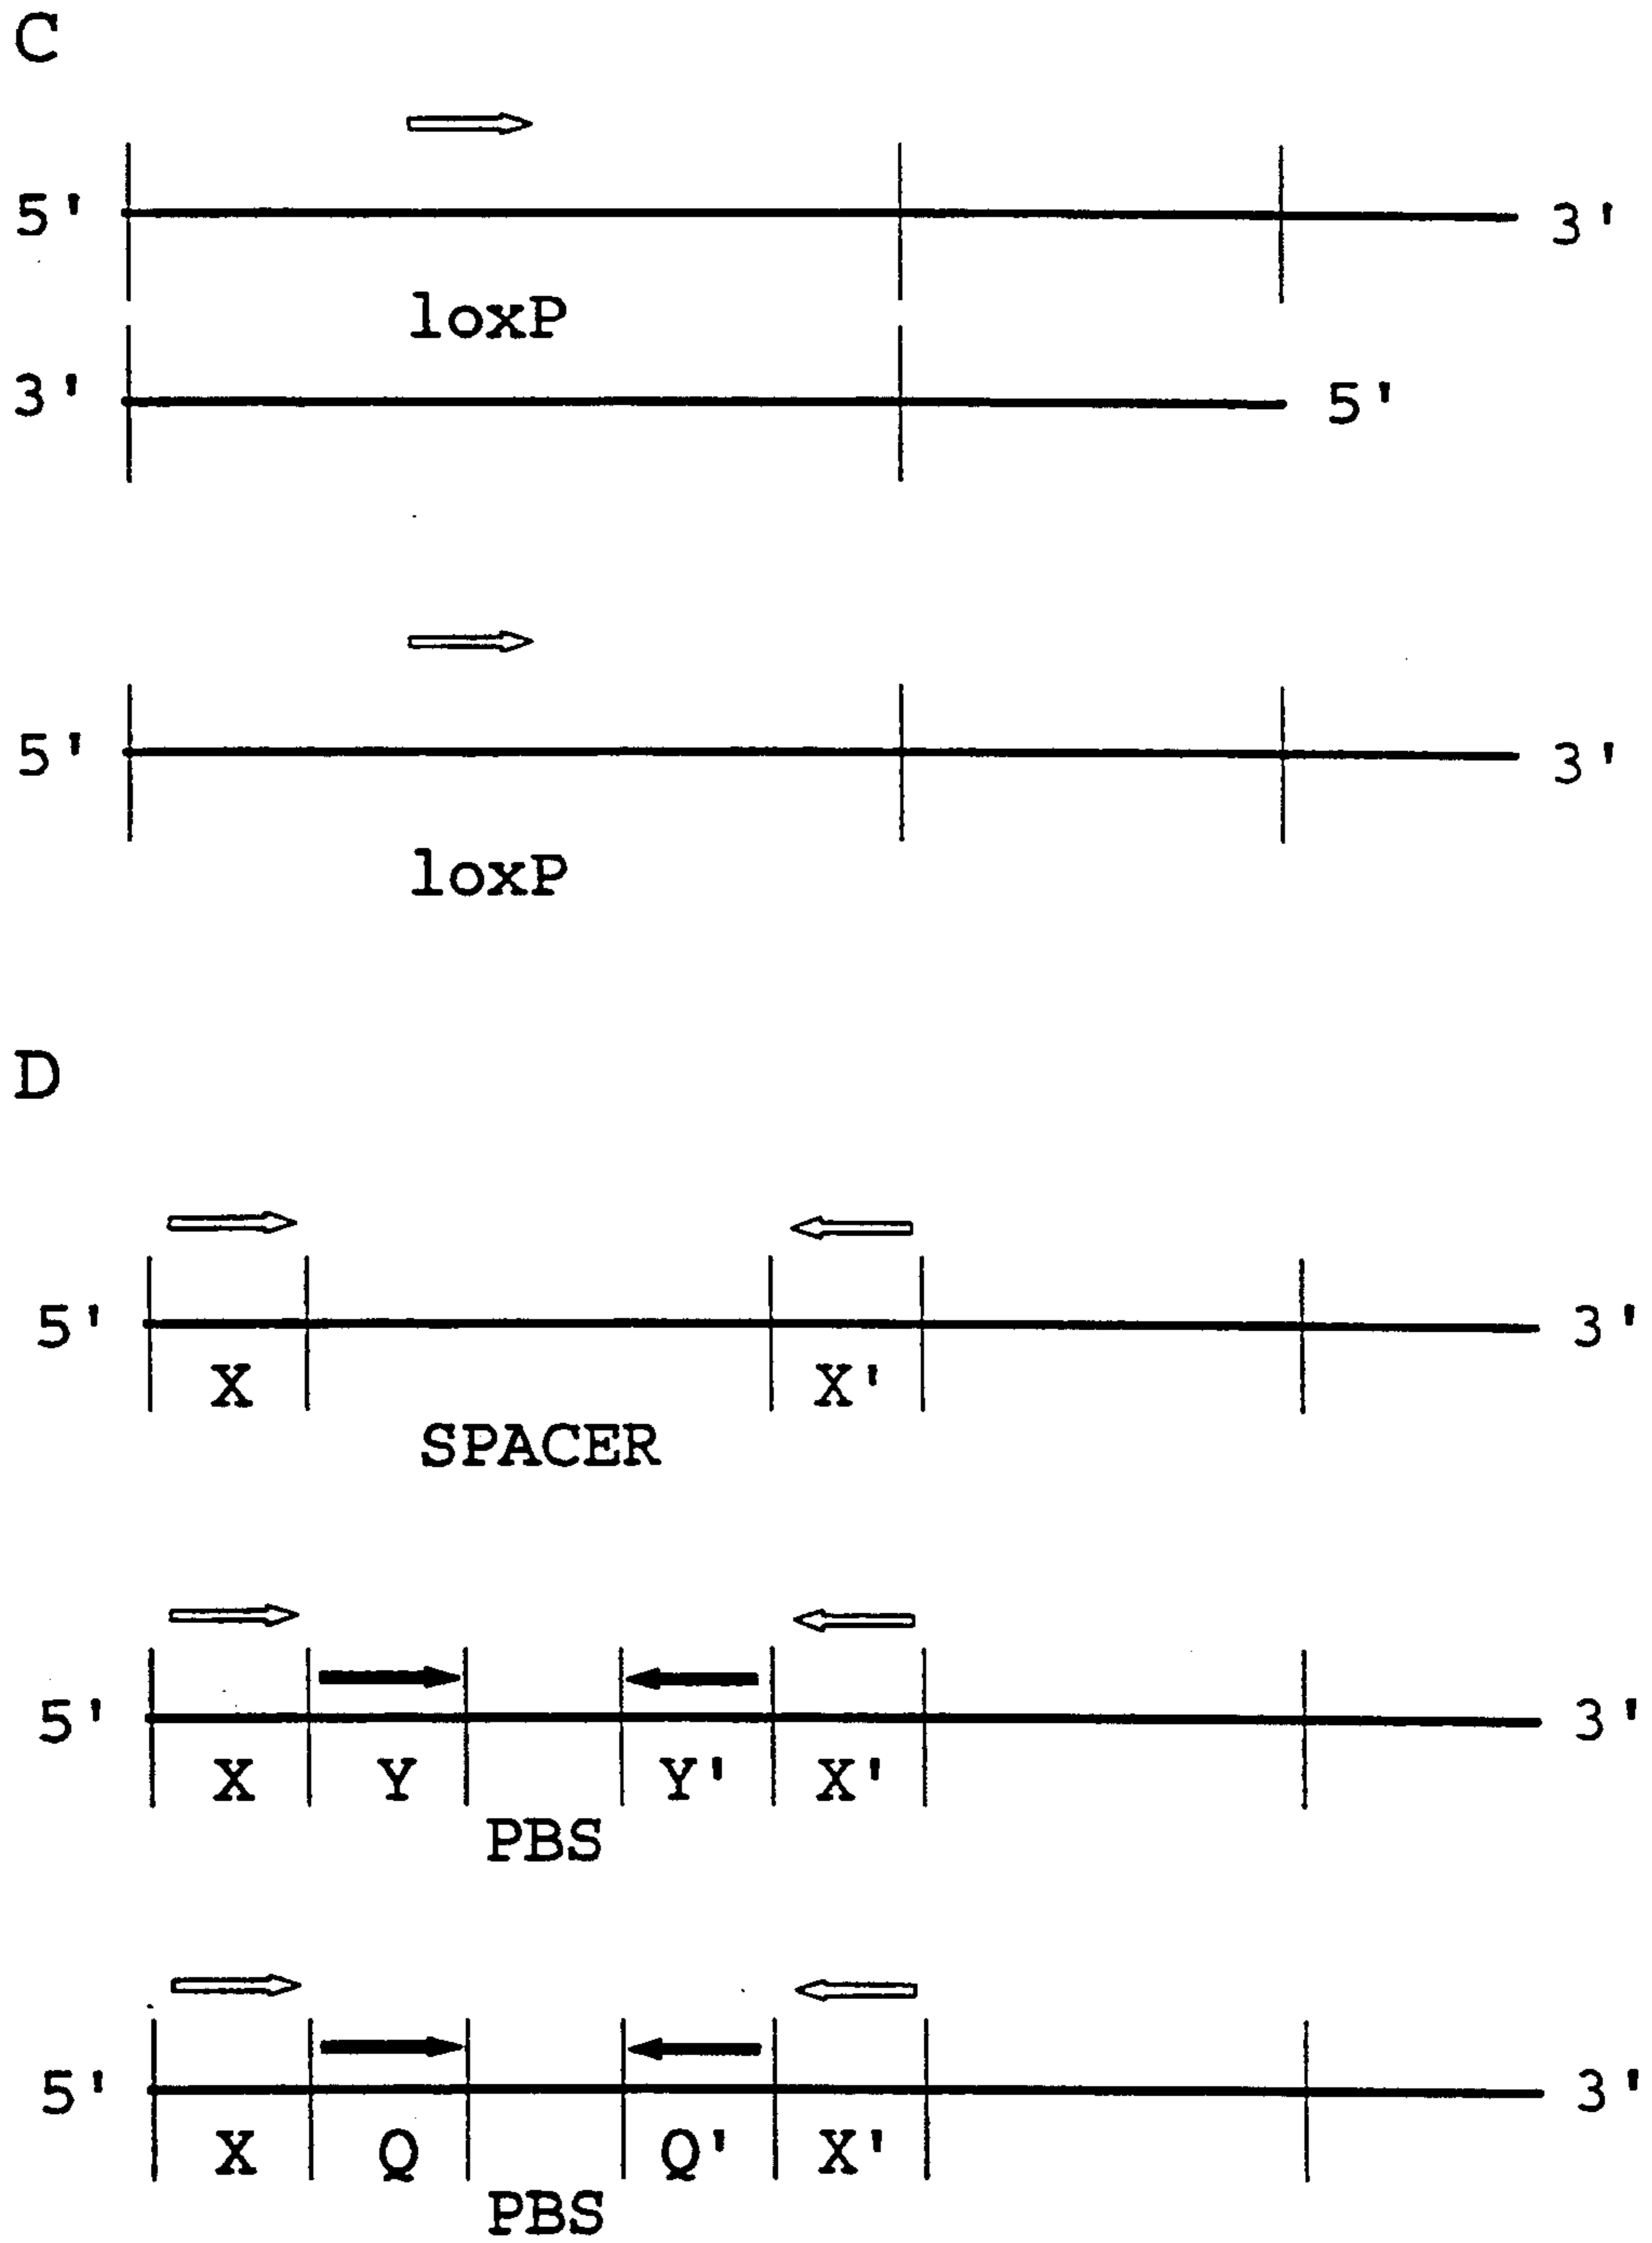 C
5' 3'
loxP
3' 5'
5' 3'
loxP
D
5' 3'
X X'
SPACER
5' 3'
X Y Y' X'
PBS
5' 3'
X Q Q' X'
PBS